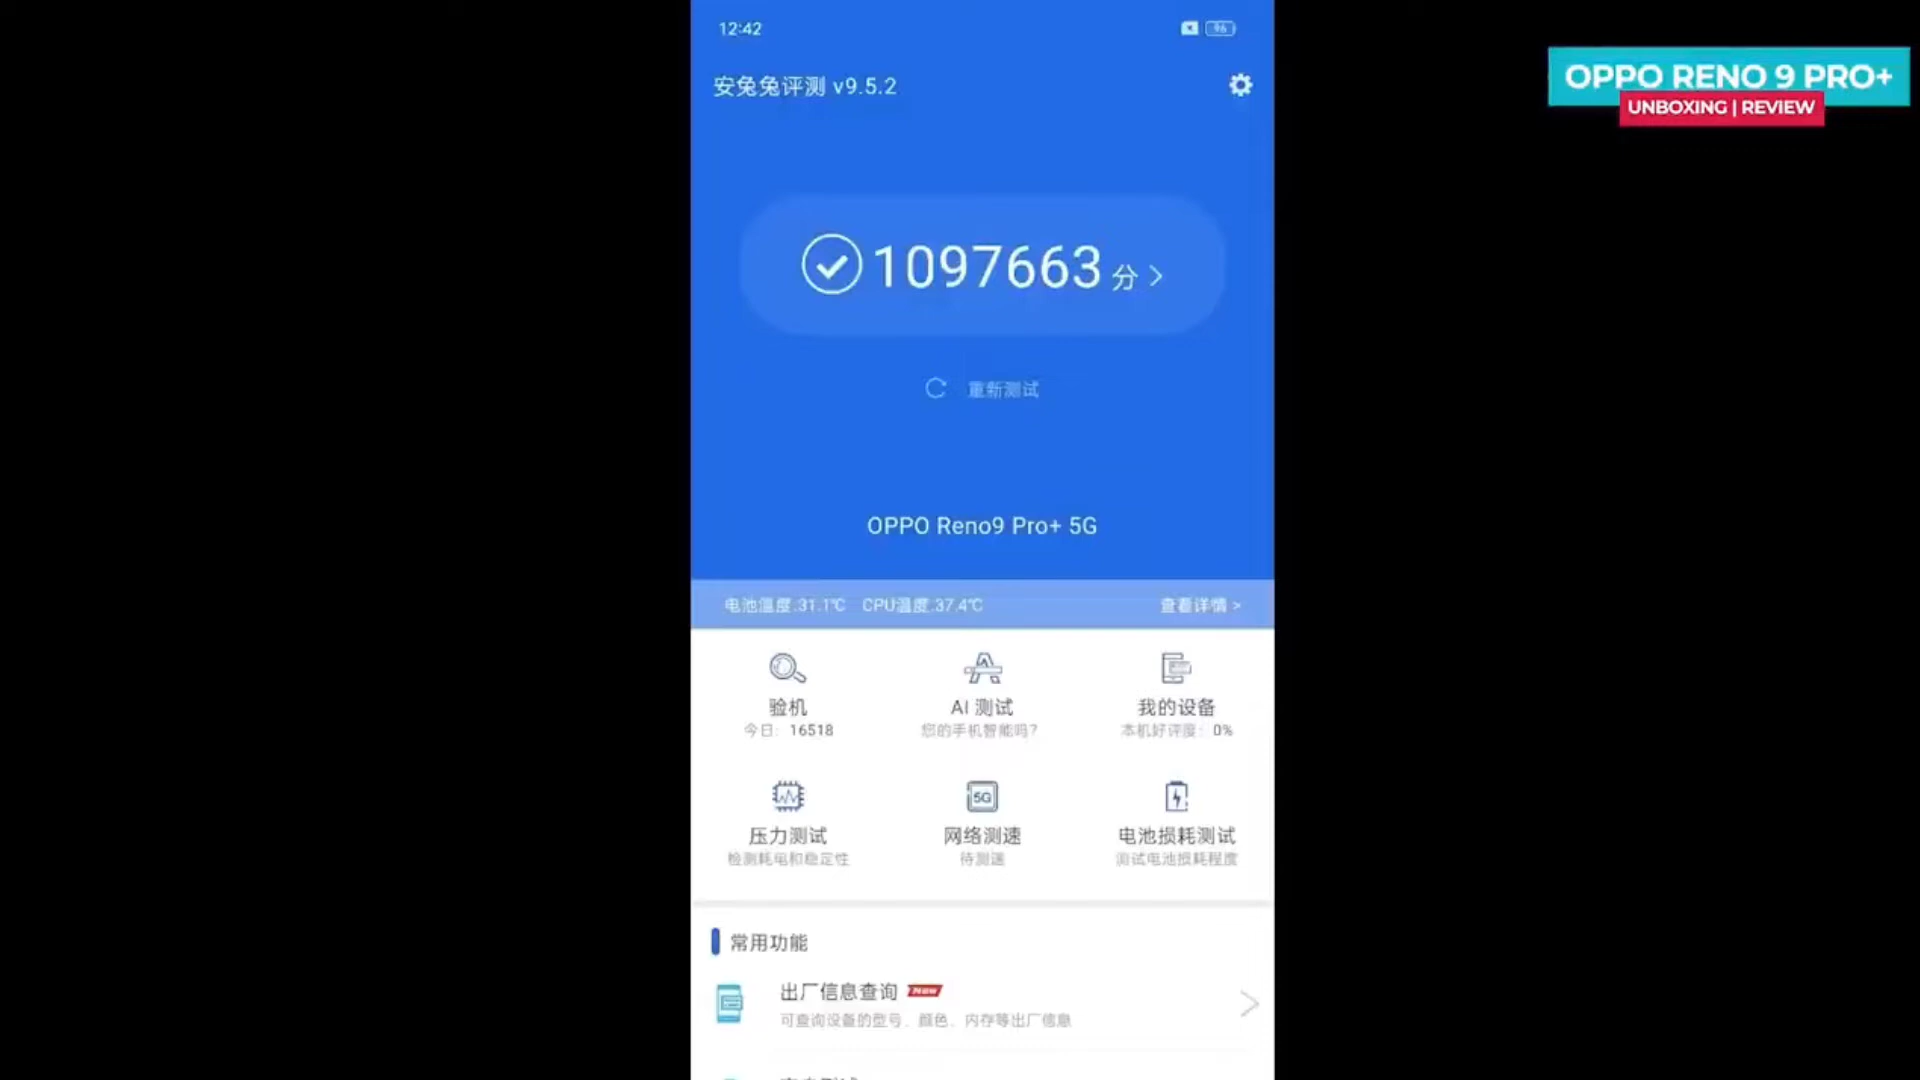 12:42
96
OPPO RENO 9 PRO+
UNBOXING | REVIEW
安兔兔评测 v9.5.2
1097663 分 >
重新测试
OPPO Reno9 Pro+ 5G
电池温度:31.1℃ CPU温度:37.4℃ 查看详情 >
验机 AI 测试 我的设备
今日: 16518 您的手机智能吗? 本机好评度: 0%
5G
压力测试 网络测速 电池损耗测试
检测耗电和稳定性 待测速 测试电池损耗程度
常用功能
出厂信息查询 New
可查询设备的型号、颜色、内存等出厂信息